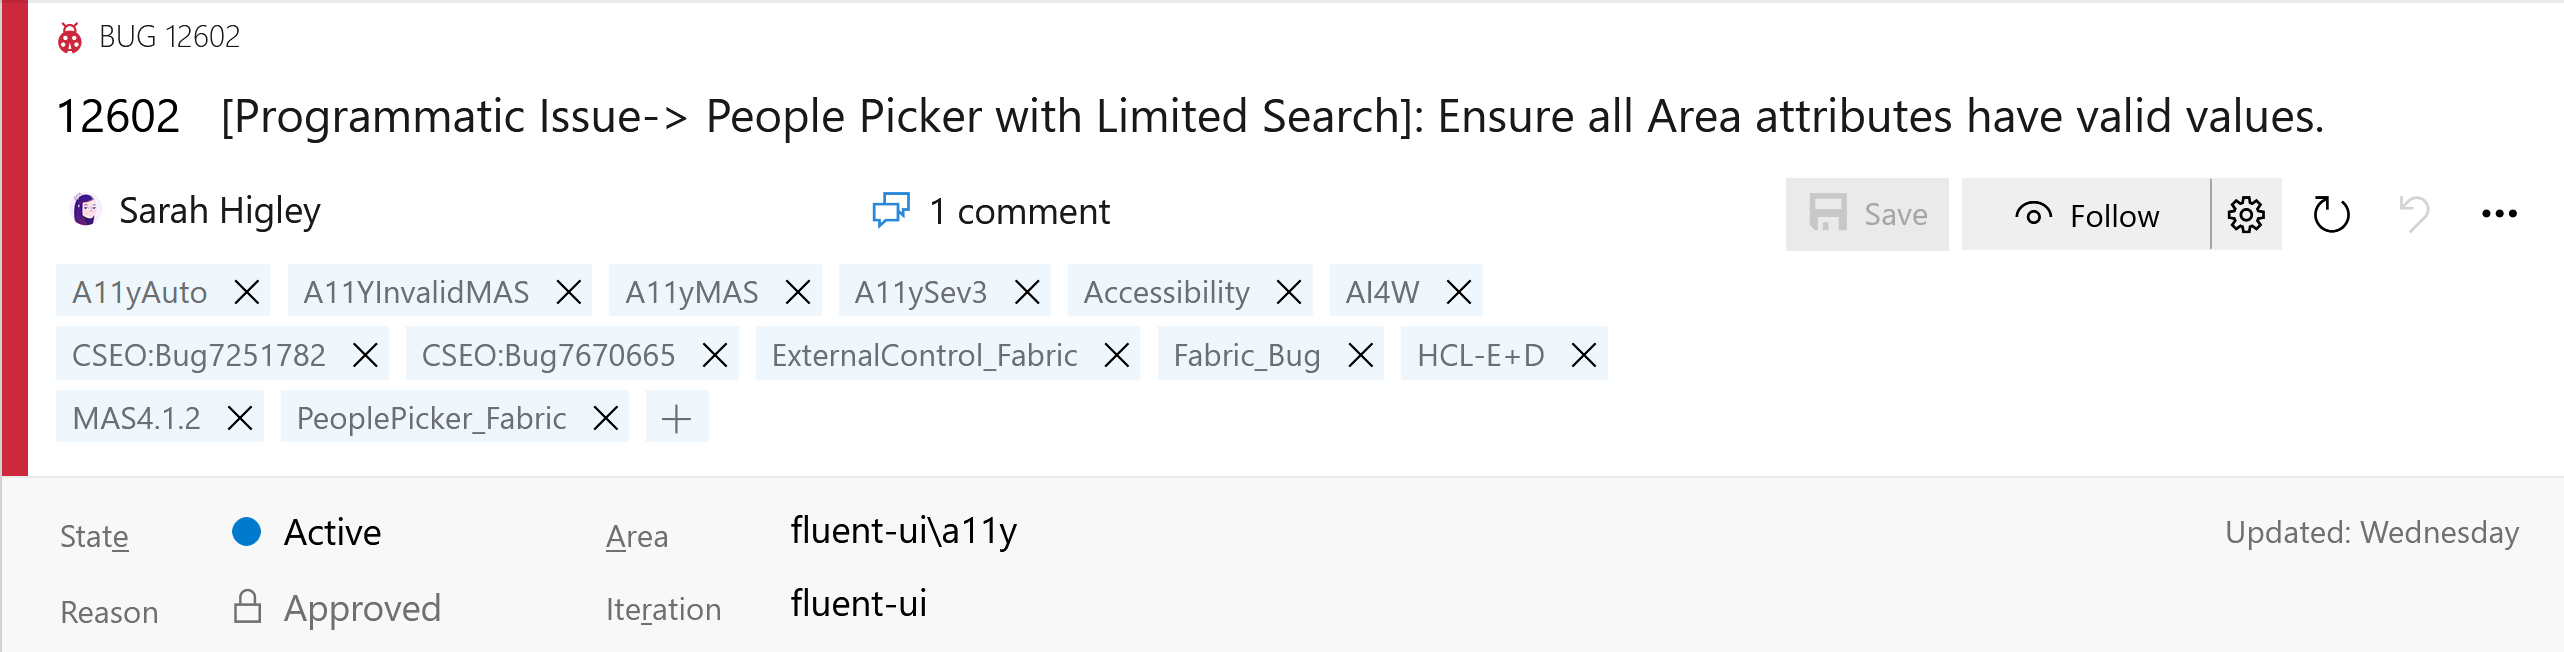 BUG 12602
12602 [Programmatic Issue-> People Picker with Limited Search]: Ensure all Area attributes have valid values.
Sarah Higley 1 comment Save Follow
A11yAuto A11YInvalidMAS A11yMAS A11ySev3 Accessibility AI4W
CSEO:Bug7251782 CSEO:Bug7670665 ExternalControl_Fabric Fabric_Bug HCL-E+D
MAS4.1.2 PeoplePicker_Fabric
State Active Area fluent-ui\a11y Updated: Wednesday
Reason Approved Iteration fluent-ui